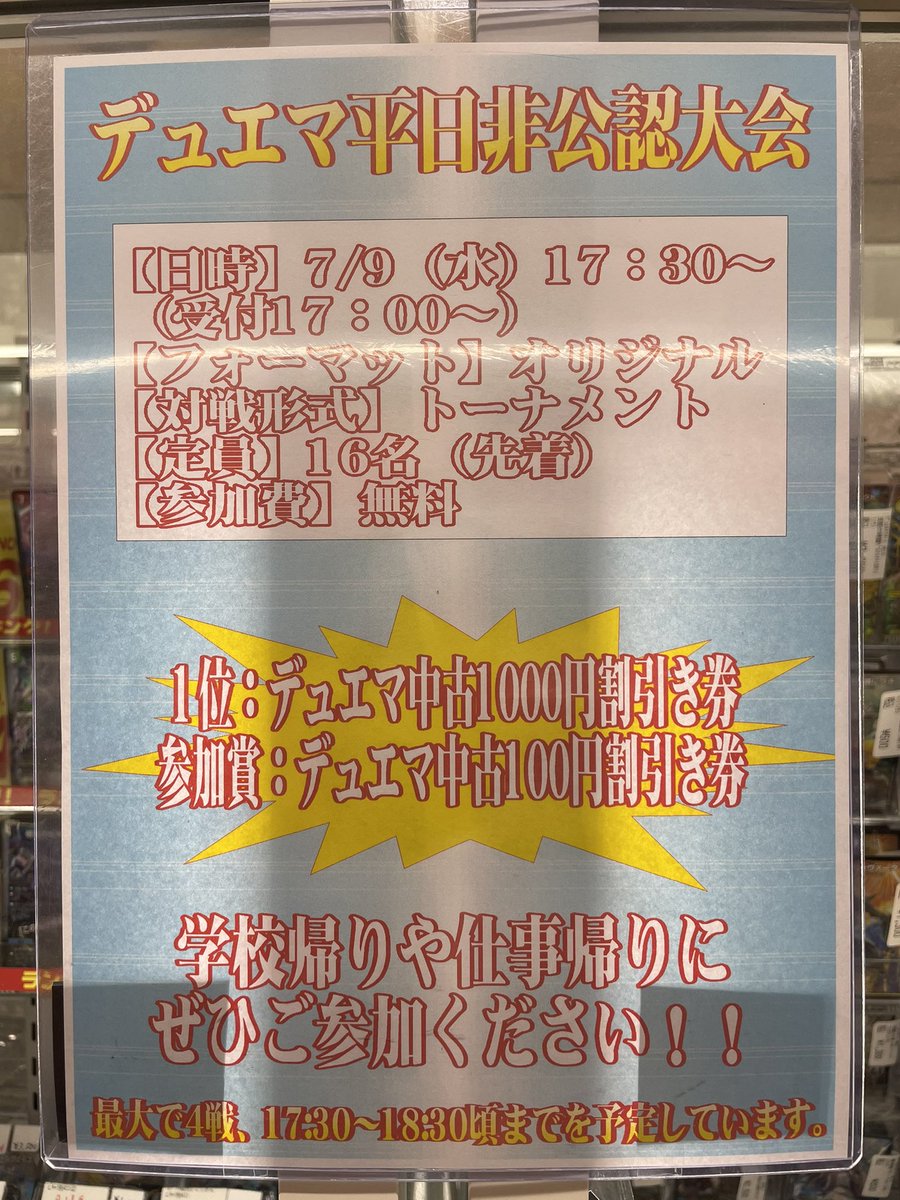 デュエマ平日非公認大会
【日時】7/9（水）17：30～
（受付17：00～）
【フォーマット】オリジナル
【対戦形式】トーナメント
【定員】16名（先着）
【参加費】無料
1位：デュエマ中古1000円割引き券
参加賞：デュエマ中古100円割引き券
学校帰りや仕事帰りに
ぜひご参加ください！！
最大で4戦、17:30～18:30頃までを予定しています。